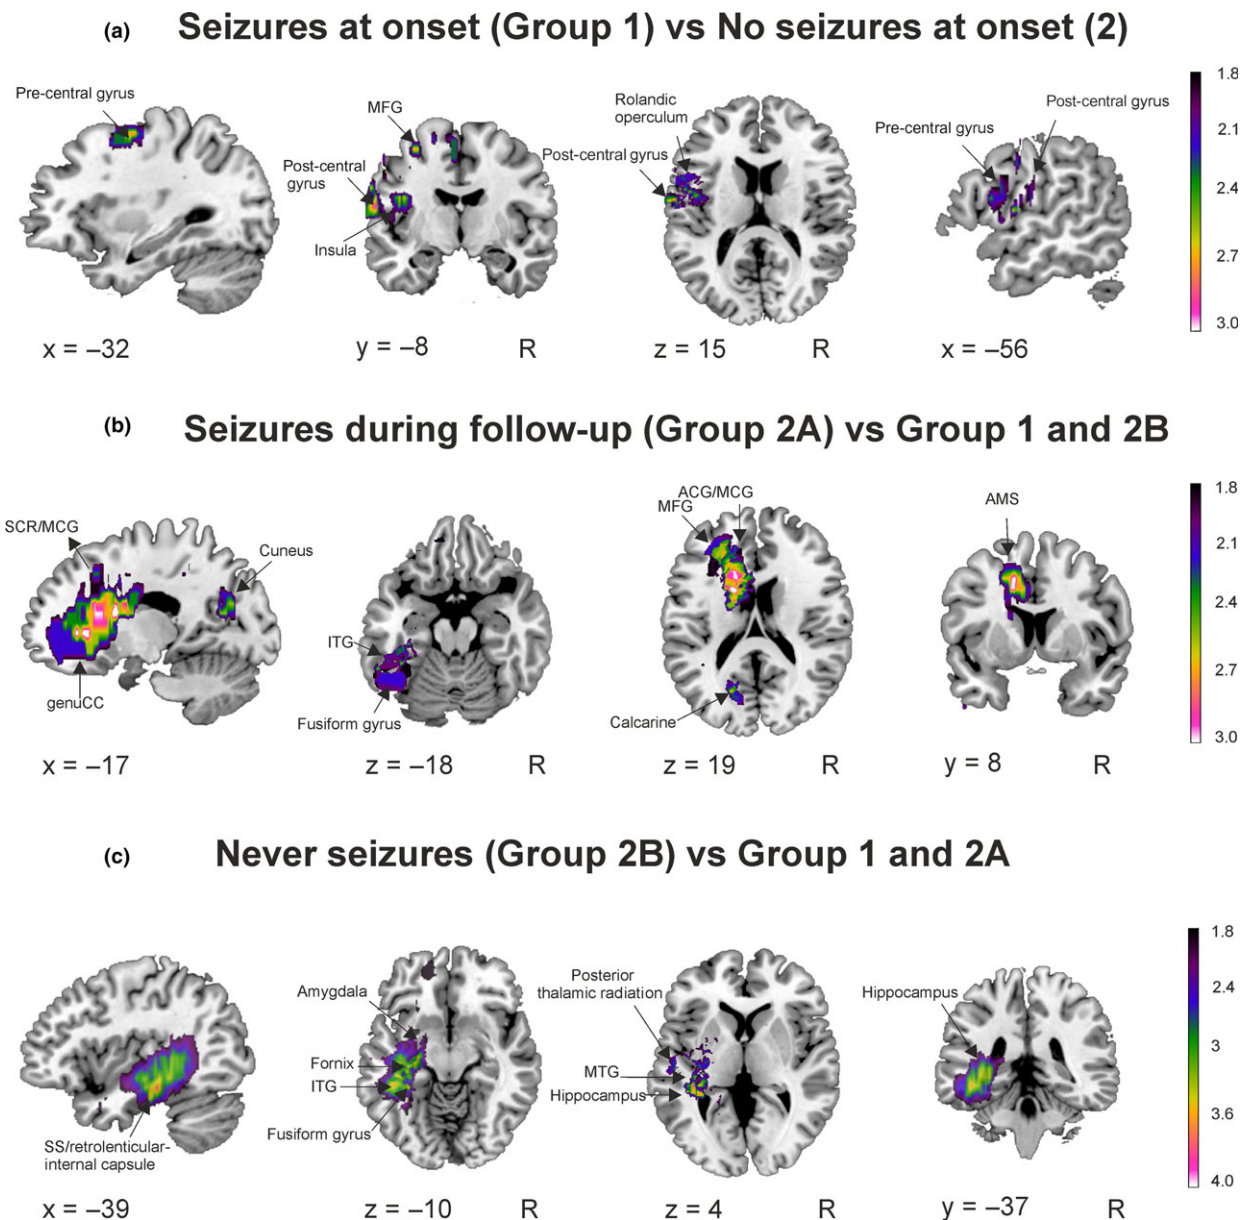 (a) Seizures at onset (Group 1) vs No seizures at onset (2)
Pre-central gyrus
MFG
Post-central
gyrus
Insula
Rolandic
operculum
Post-central gyrus
Post-central gyrus
Pre-central gyrus
1.8
2.1
2.4
2.7
3.0
x = –32
y = –8 R
z = 15 R
x = –56
(b) Seizures during follow-up (Group 2A) vs Group 1 and 2B
SCR/MCG
Cuneus
genuCC
ITG
Fusiform gyrus
ACG/MCG
MFG
Calcarine
AMS
1.8
2.1
2.4
2.7
3.0
x = –17
z = –18 R
z = 19 R
y = 8 R
(c) Never seizures (Group 2B) vs Group 1 and 2A
SS/retrolenticular-
internal capsule
Amygdala
Fornix
ITG
Fusiform gyrus
Posterior
thalamic radiation
MTG
Hippocampus
Hippocampus
1.8
2.4
3
3.6
4.0
x = –39
z = –10 R
z = 4 R
y = –37 R